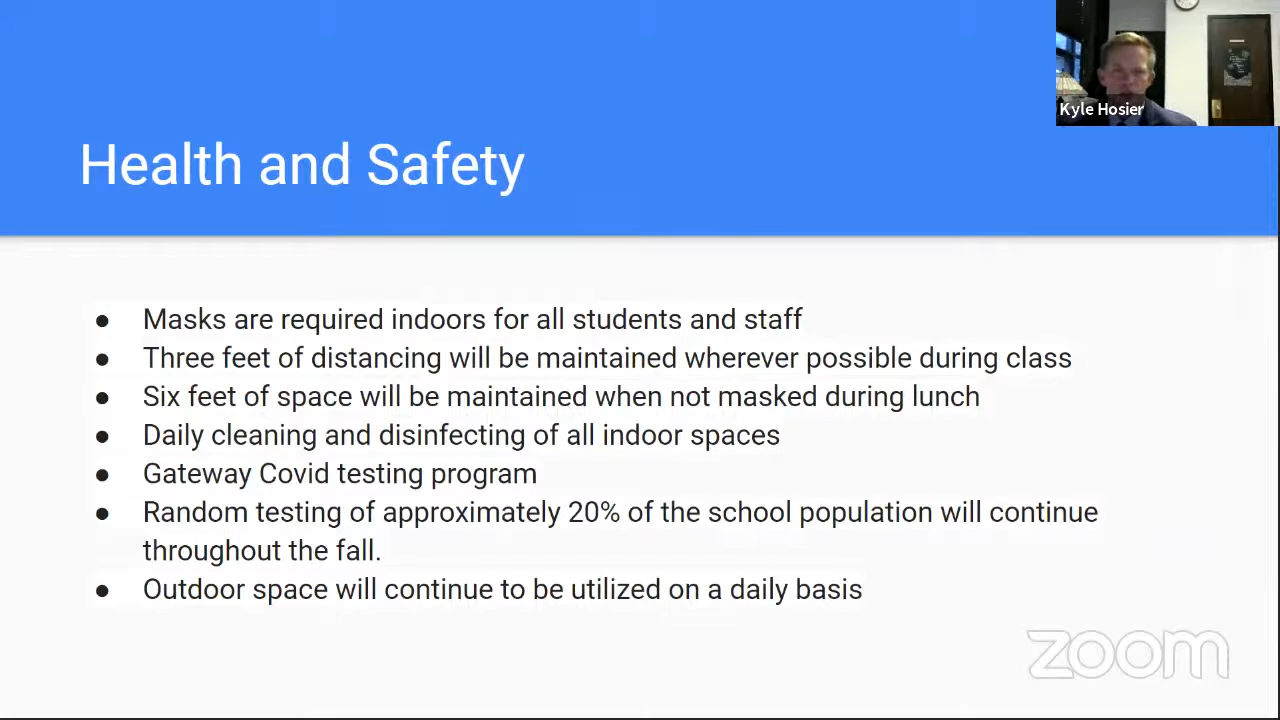 Kyle Hosier
Health and Safety
● Masks are required indoors for all students and staff
● Three feet of distancing will be maintained wherever possible during class
● Six feet of space will be maintained when not masked during lunch
● Daily cleaning and disinfecting of all indoor spaces
● Gateway Covid testing program
● Random testing of approximately 20% of the school population will continue
throughout the fall.
● Outdoor space will continue to be utilized on a daily basis
zoom